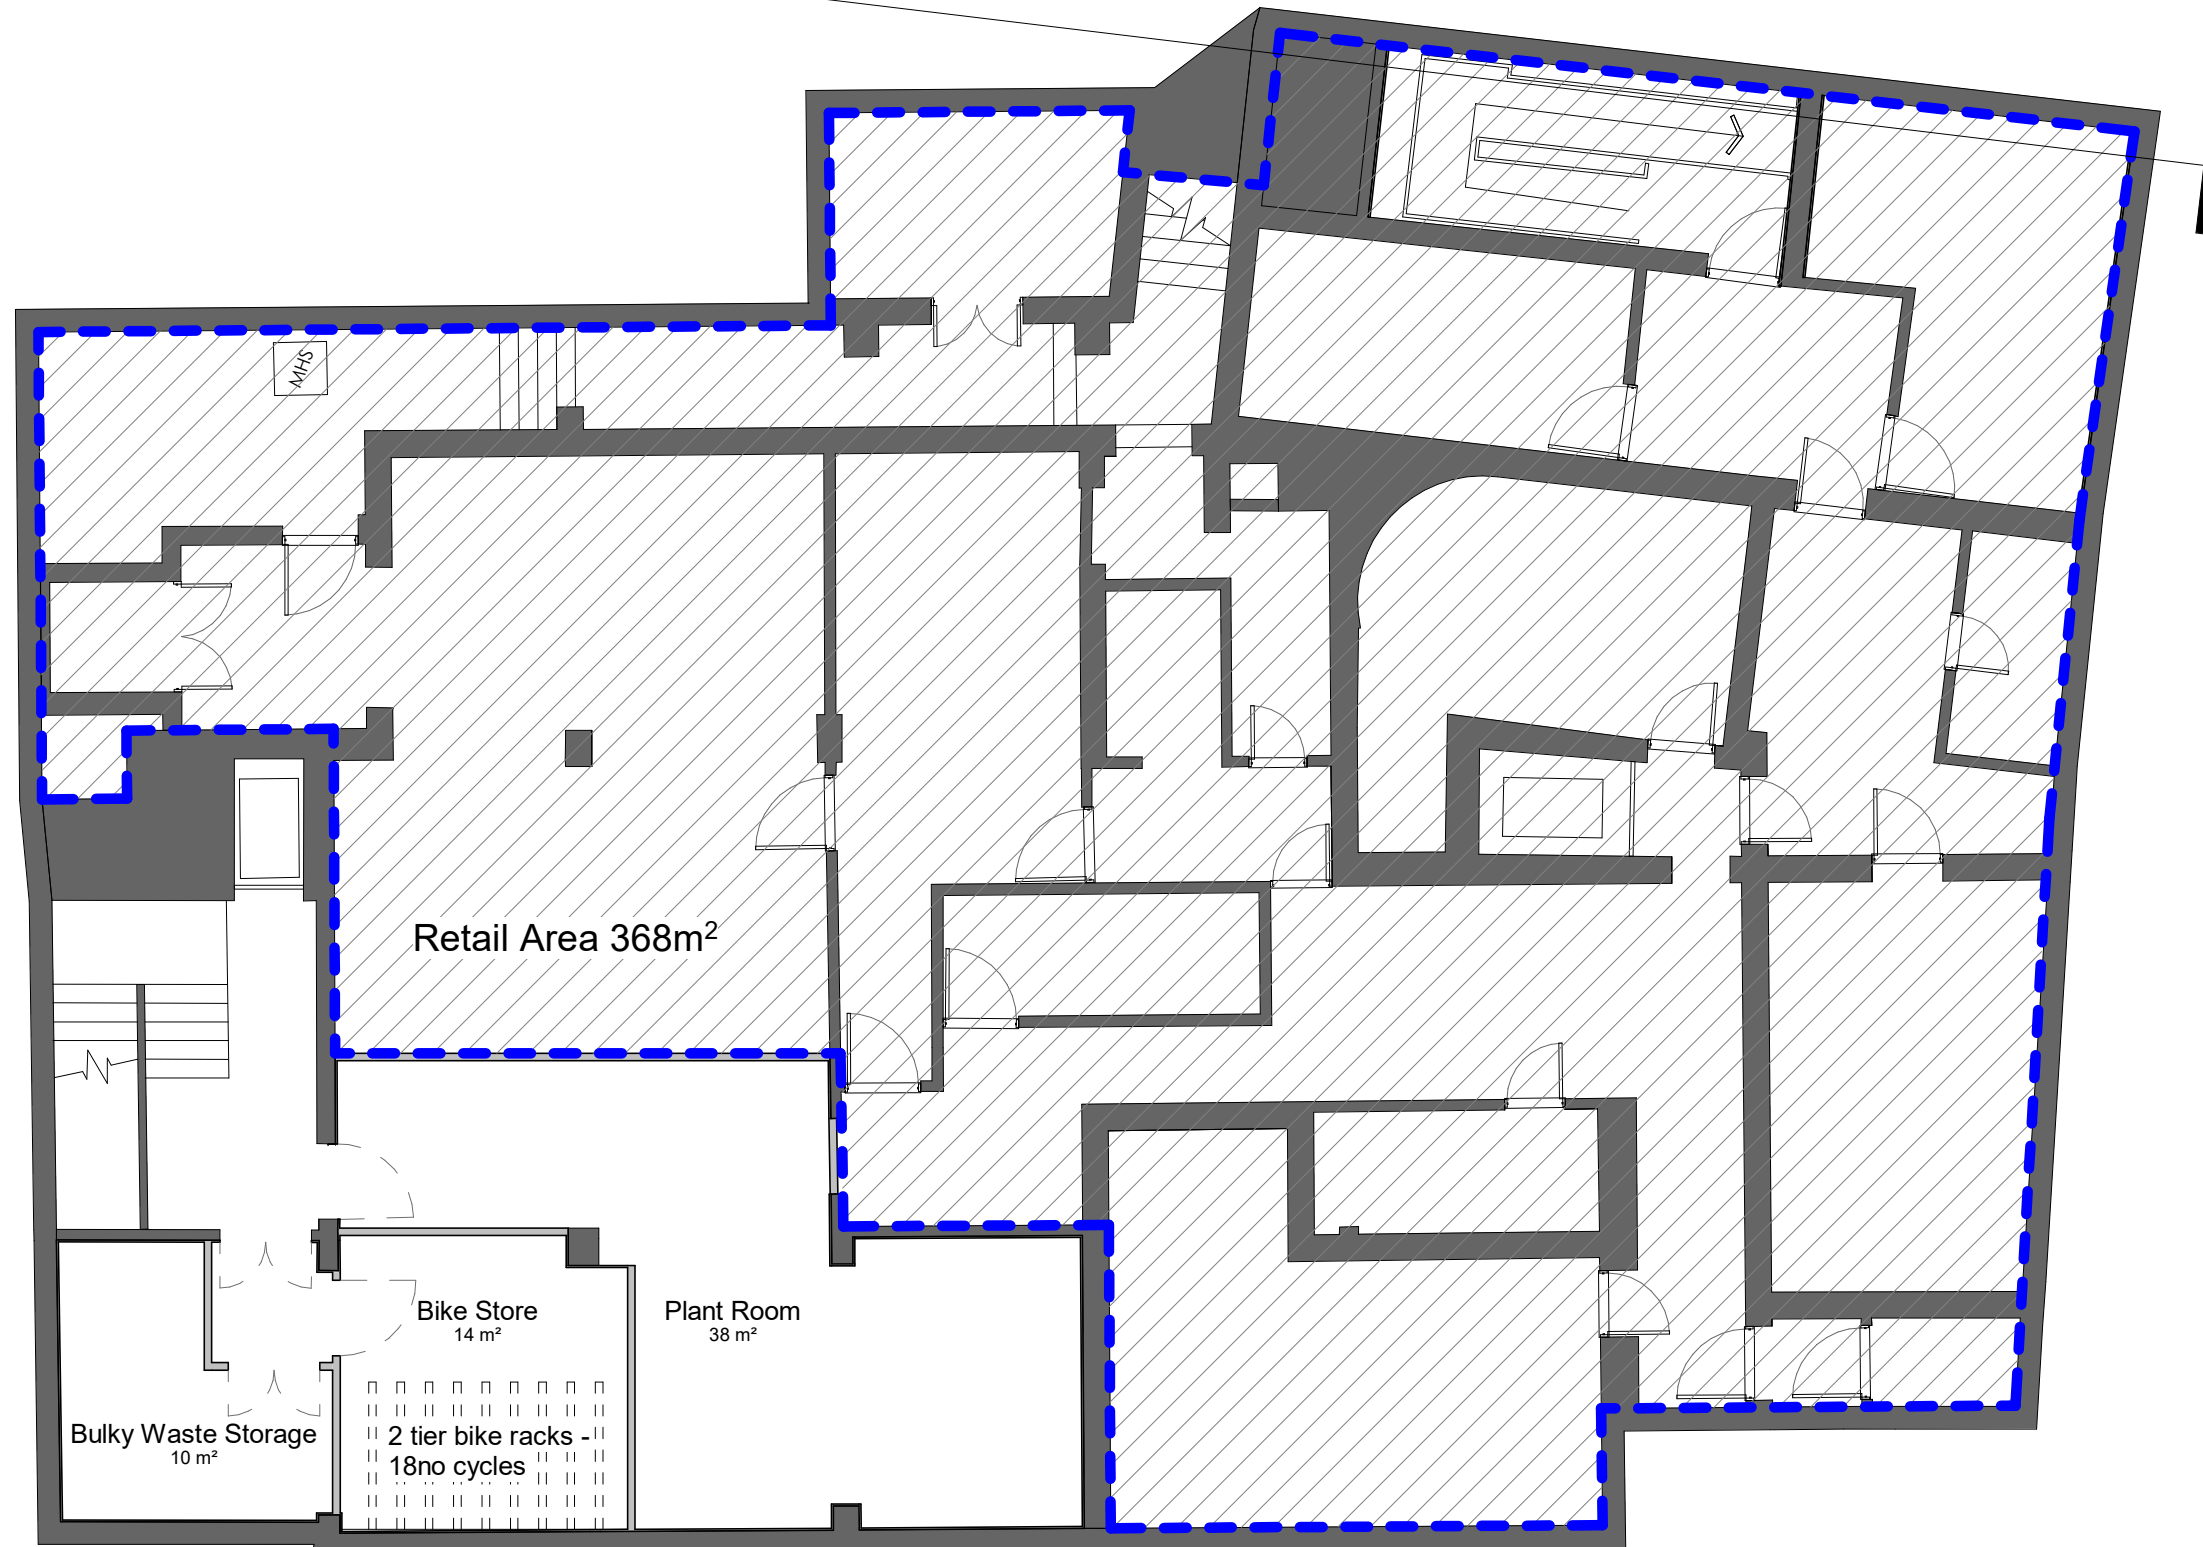 MHS
Retail Area 368m²
Bike Store
14 m²
Plant Room
38 m²
Bulky Waste Storage
10 m²
2 tier bike racks -
18no cycles